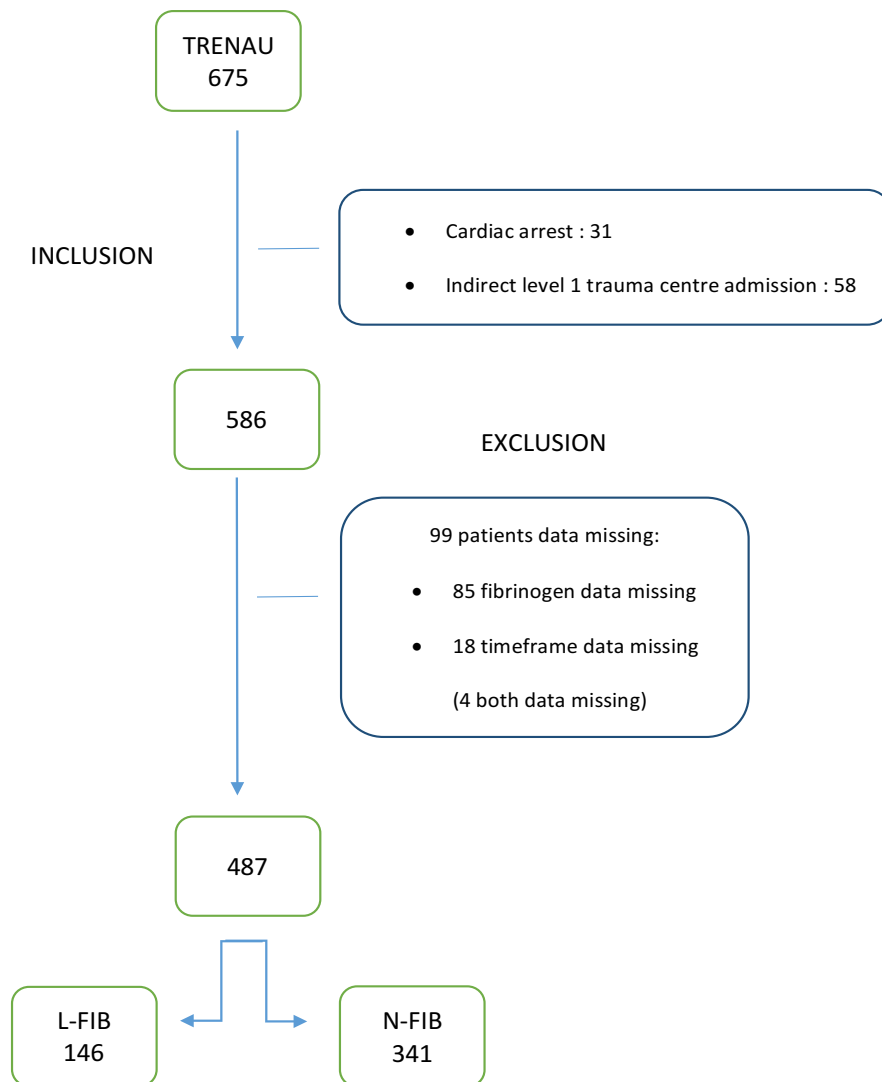 TRENAU
675
INCLUSION
• Cardiac arrest : 31
• Indirect level 1 trauma centre admission : 58
586
EXCLUSION
99 patients data missing:
• 85 fibrinogen data missing
• 18 timeframe data missing
(4 both data missing)
487
L-FIB
146
N-FIB
341